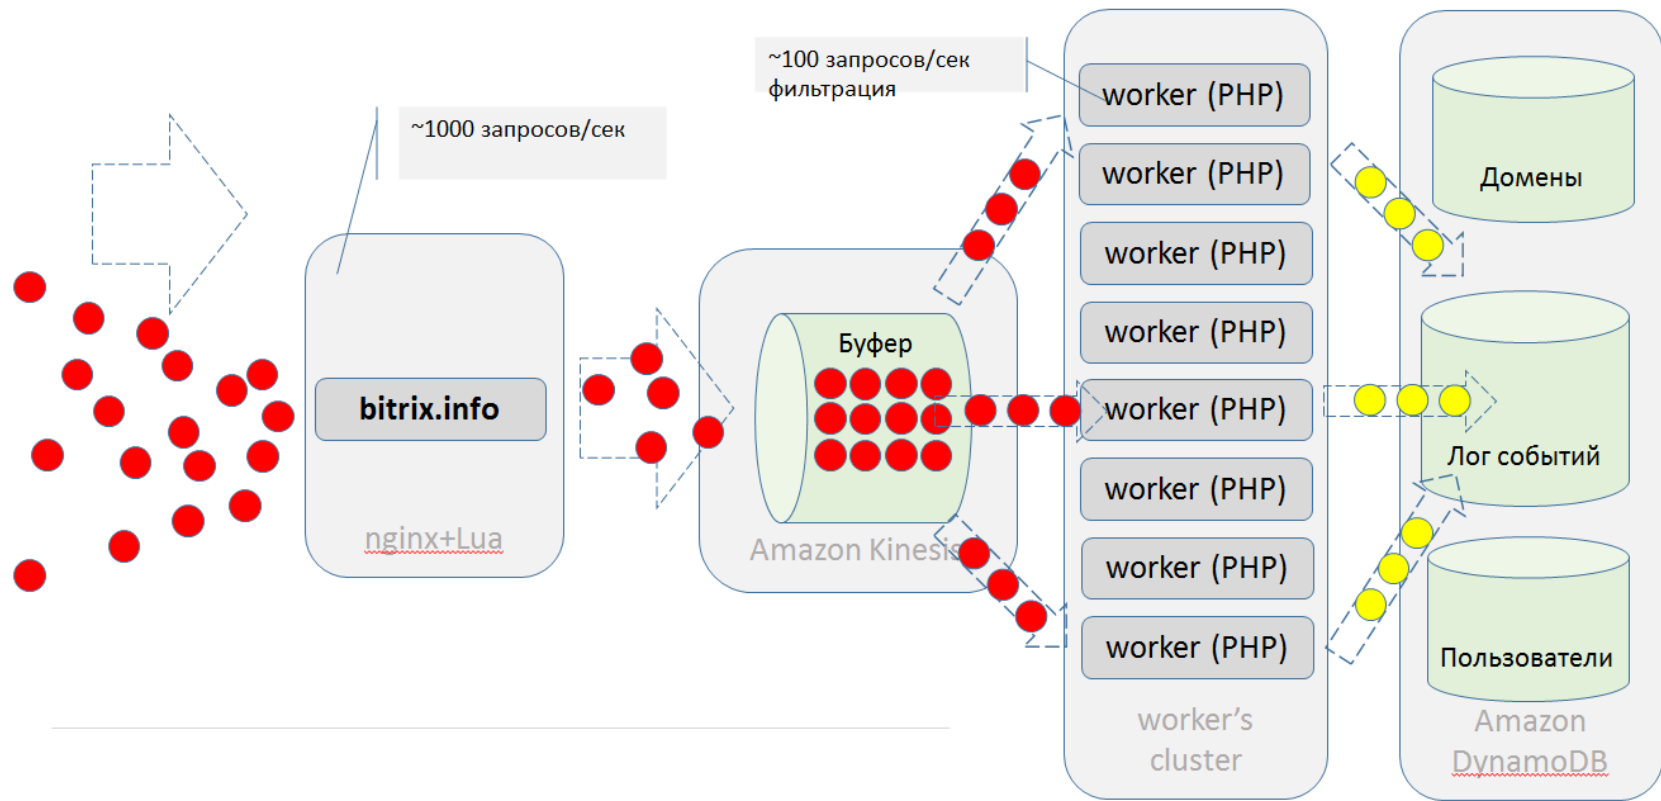 ~1000 запросов/сек
bitrix.info
nginx+Lua
Буфер
Amazon Kinesis
~100 запросов/сек
фильтрация
worker (PHP)
worker (PHP)
worker (PHP)
worker (PHP)
worker (PHP)
worker (PHP)
worker (PHP)
worker (PHP)
worker's
cluster
Домены
Лог событий
Пользователи
Amazon
DynamoDB